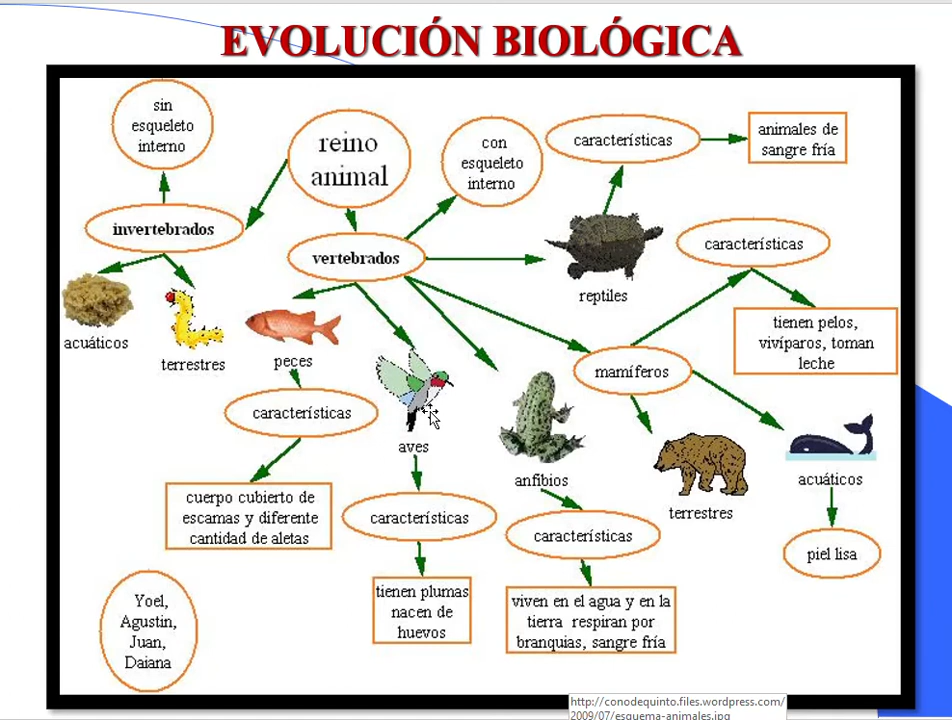 EVOLUCIÓN BIOLÓGICA
sin
esqueleto
interno
reino
animal
con
esqueleto
interno
características
animales de
sangre fría
invertebrados
vertebrados
características
reptiles
acuáticos
terrestres
peces
tienen pelos,
vivíparos, toman
leche
mamíferos
características
aves
anfibios
terrestres
acuáticos
cuerpo cubierto de
escamas y diferente
cantidad de aletas
características
características
piel lisa
tienen plumas
nacen de
huevos
viven en el agua y en la
tierra respiran por
branquias, sangre fría
Yoel,
Agustin,
Juan,
Daiana
http://conodequinto.files.wordpress.com/
2009/07/esquema-animales.jpg